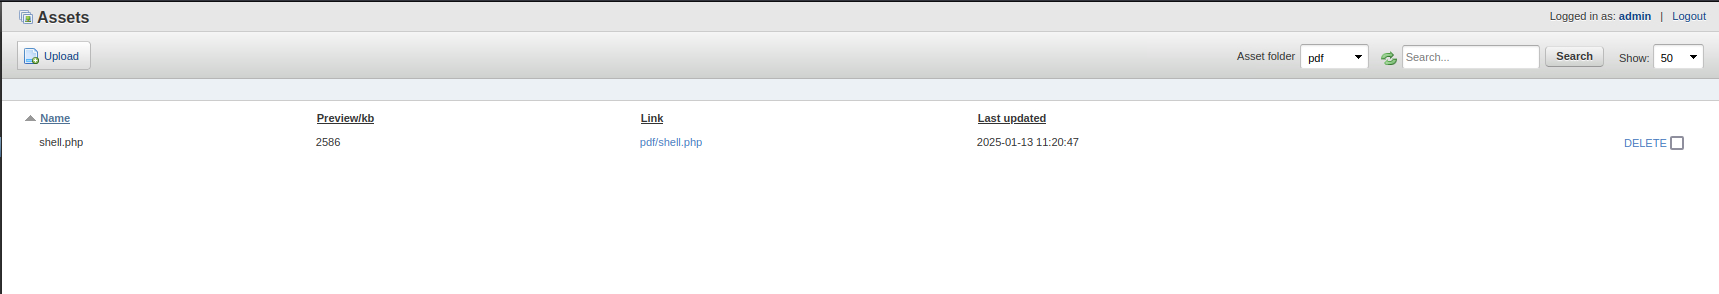 Assets
Logged in as: admin | Logout
Upload
Asset folder pdf Search... Search Show: 50
Name Preview/kb Link Last updated
shell.php 2586 pdf/shell.php 2025-01-13 11:20:47 DELETE